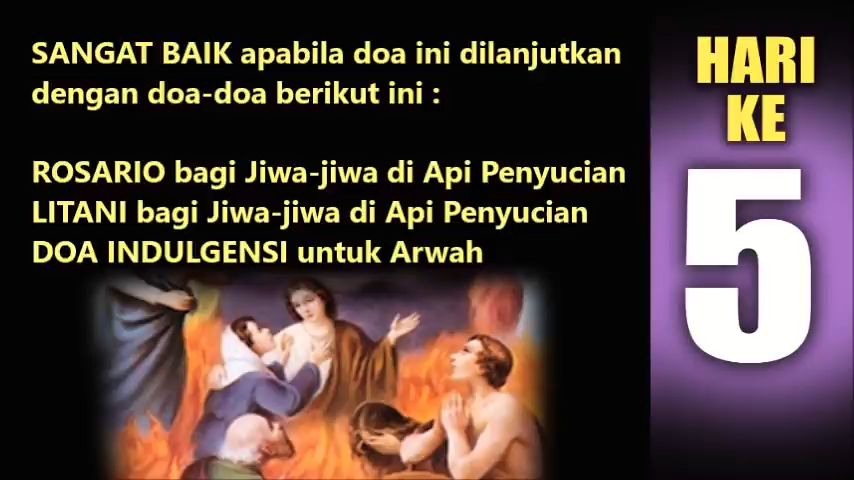 SANGAT BAIK apabila doa ini dilanjutkan
dengan doa-doa berikut ini :
ROSARIO bagi Jiwa-jiwa di Api Penyucian
LITANI bagi Jiwa-jiwa di Api Penyucian
DOA INDULGENSI untuk Arwah
HARI
KE
5